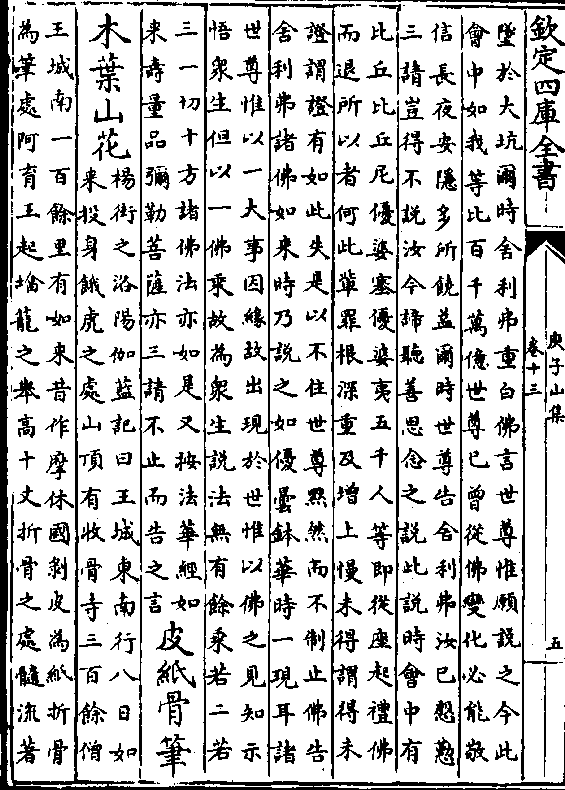 欽定四庫全書
庚子山集
卷十三
五
墜於大坑爾時舍利弗重白佛言世尊惟願說之今此
會中如我等比百千萬億世尊已曾從佛變化必能敬
信長夜安隱多所饒益爾時世尊告舍利弗汝已慇懃
三請豈得不說汝今諦聽善思念之說此說時會中有
比丘比丘尼優婆塞優婆夷五千人等即從座起禮佛
而退所以者何此輩罪根深重及增上慢未得謂得未
證謂證有如此失是以不住世尊黙然而不制止佛告
舍利弗諸佛如來時乃說之如優曇鉢華時一現耳諸
世尊惟以一大事因緣故出現於世惟以佛之見知示
悟衆生但以一佛乘故為衆生說法無有餘乘若二若
三一切十方諸佛法亦如是又按法華經如
來壽量品彌勒菩薩亦三請不止而告之言
皮紙骨筆
木葉山花
楊衒之洛陽伽藍記曰王城東南行八日如
來投身餓虎之處山頂有收骨寺三百餘僧
王城南一百餘里有如來昔作摩休國剝皮為紙折骨
為筆處阿育王起塔籠之舉高十丈折骨之處髓流著